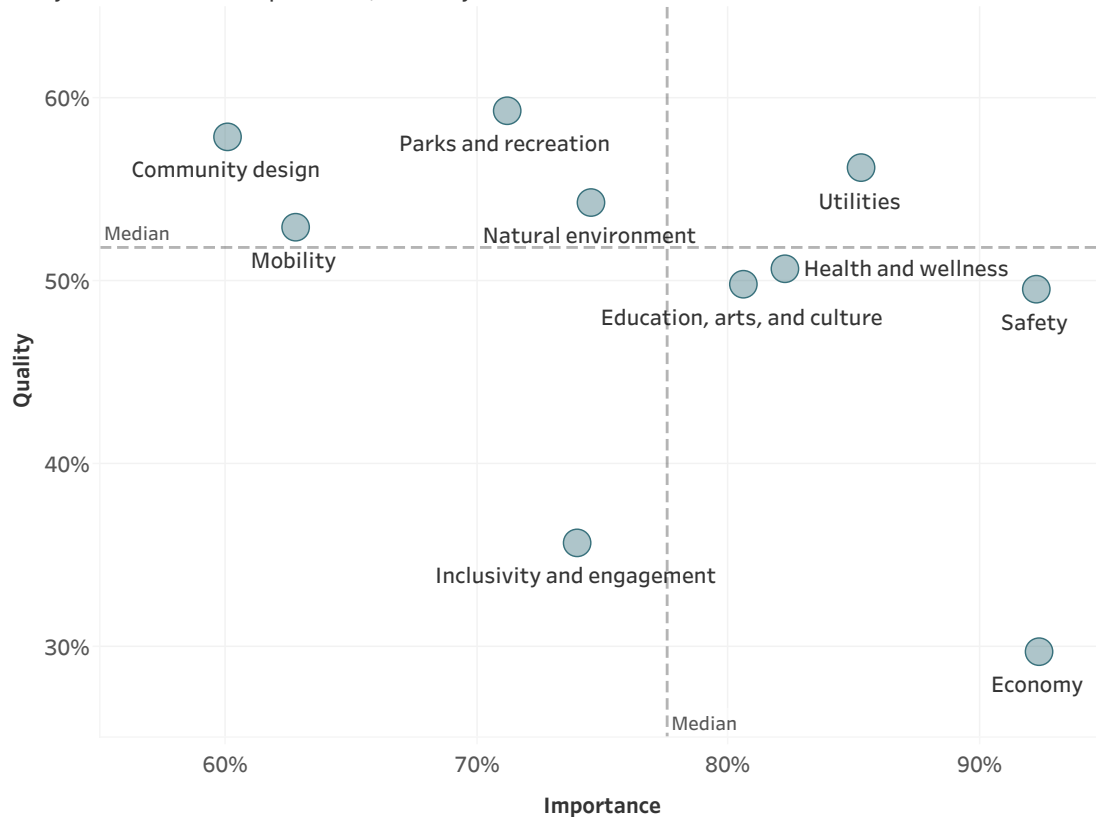 60%
Parks and recreation
Community design
Utilities
Natural environment
Median
Mobility
50%
Health and wellness
Education, arts, and culture
Safety
Quality
40%
Inclusivity and engagement
30%
Economy
Median
60%
70%
80%
90%
Importance